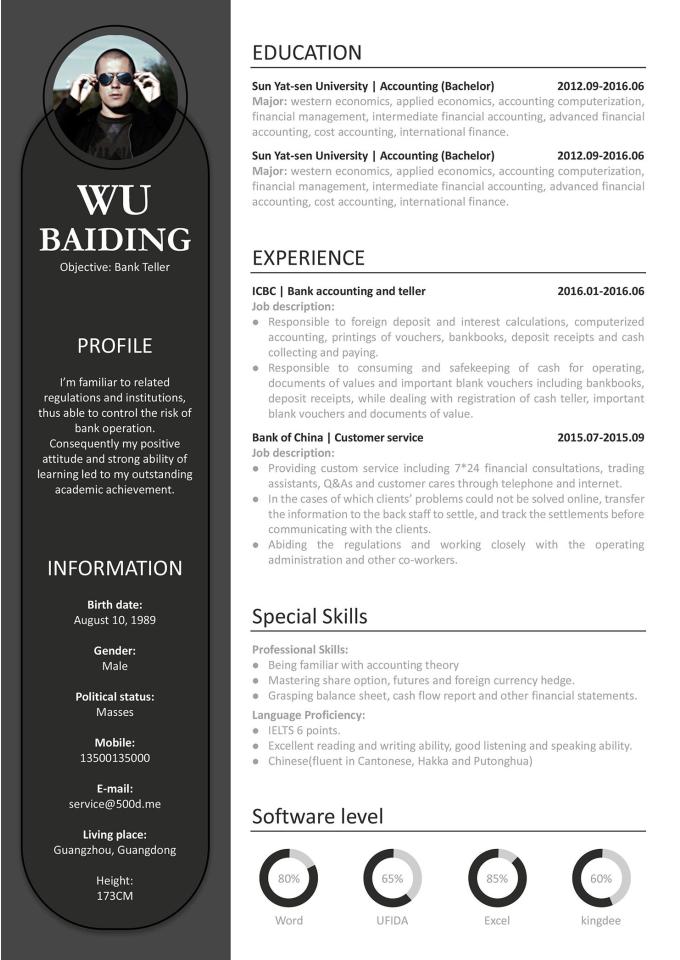 WU
BAIDING
Objective: Bank Teller
PROFILE
I'm familiar to related
regulations and institutions,
thus able to control the risk of
bank operation.
Consequently my positive
attitude and strong ability of
learning led to my outstanding
academic achievement.
INFORMATION
Birth date:
August 10, 1989
Gender:
Male
Political status:
Masses
Mobile:
13500135000
E-mail:
service@500d.me
Living place:
Guangzhou, Guangdong
Height:
173CM
EDUCATION
Sun Yat-sen University | Accounting (Bachelor) 2012.09-2016.06
Major: western economics, applied economics, accounting computerization,
financial management, intermediate financial accounting, advanced financial
accounting, cost accounting, international finance.
Sun Yat-sen University | Accounting (Bachelor) 2012.09-2016.06
Major: western economics, applied economics, accounting computerization,
financial management, intermediate financial accounting, advanced financial
accounting, cost accounting, international finance.
EXPERIENCE
ICBC | Bank accounting and teller 2016.01-2016.06
Job description:
● Responsible to foreign deposit and interest calculations, computerized
accounting, printings of vouchers, bankbooks, deposit receipts and cash
collecting and paying.
● Responsible to consuming and safekeeping of cash for operating,
documents of values and important blank vouchers including bankbooks,
deposit receipts, while dealing with registration of cash teller, important
blank vouchers and documents of value.
Bank of China | Customer service 2015.07-2015.09
Job description:
● Providing custom service including 7*24 financial consultations, trading
assistants, Q&As and customer cares through telephone and internet.
● In the cases of which clients' problems could not be solved online, transfer
the information to the back staff to settle, and track the settlements before
communicating with the clients.
● Abiding the regulations and working closely with the operating
administration and other co-workers.
Special Skills
Professional Skills:
● Being familiar with accounting theory
● Mastering share option, futures and foreign currency hedge.
● Grasping balance sheet, cash flow report and other financial statements.
Language Proficiency:
● IELTS 6 points.
● Excellent reading and writing ability, good listening and speaking ability.
● Chinese(fluent in Cantonese, Hakka and Putonghua)
Software level
80% 65% 85% 60%
Word UFIDA Excel kingdee